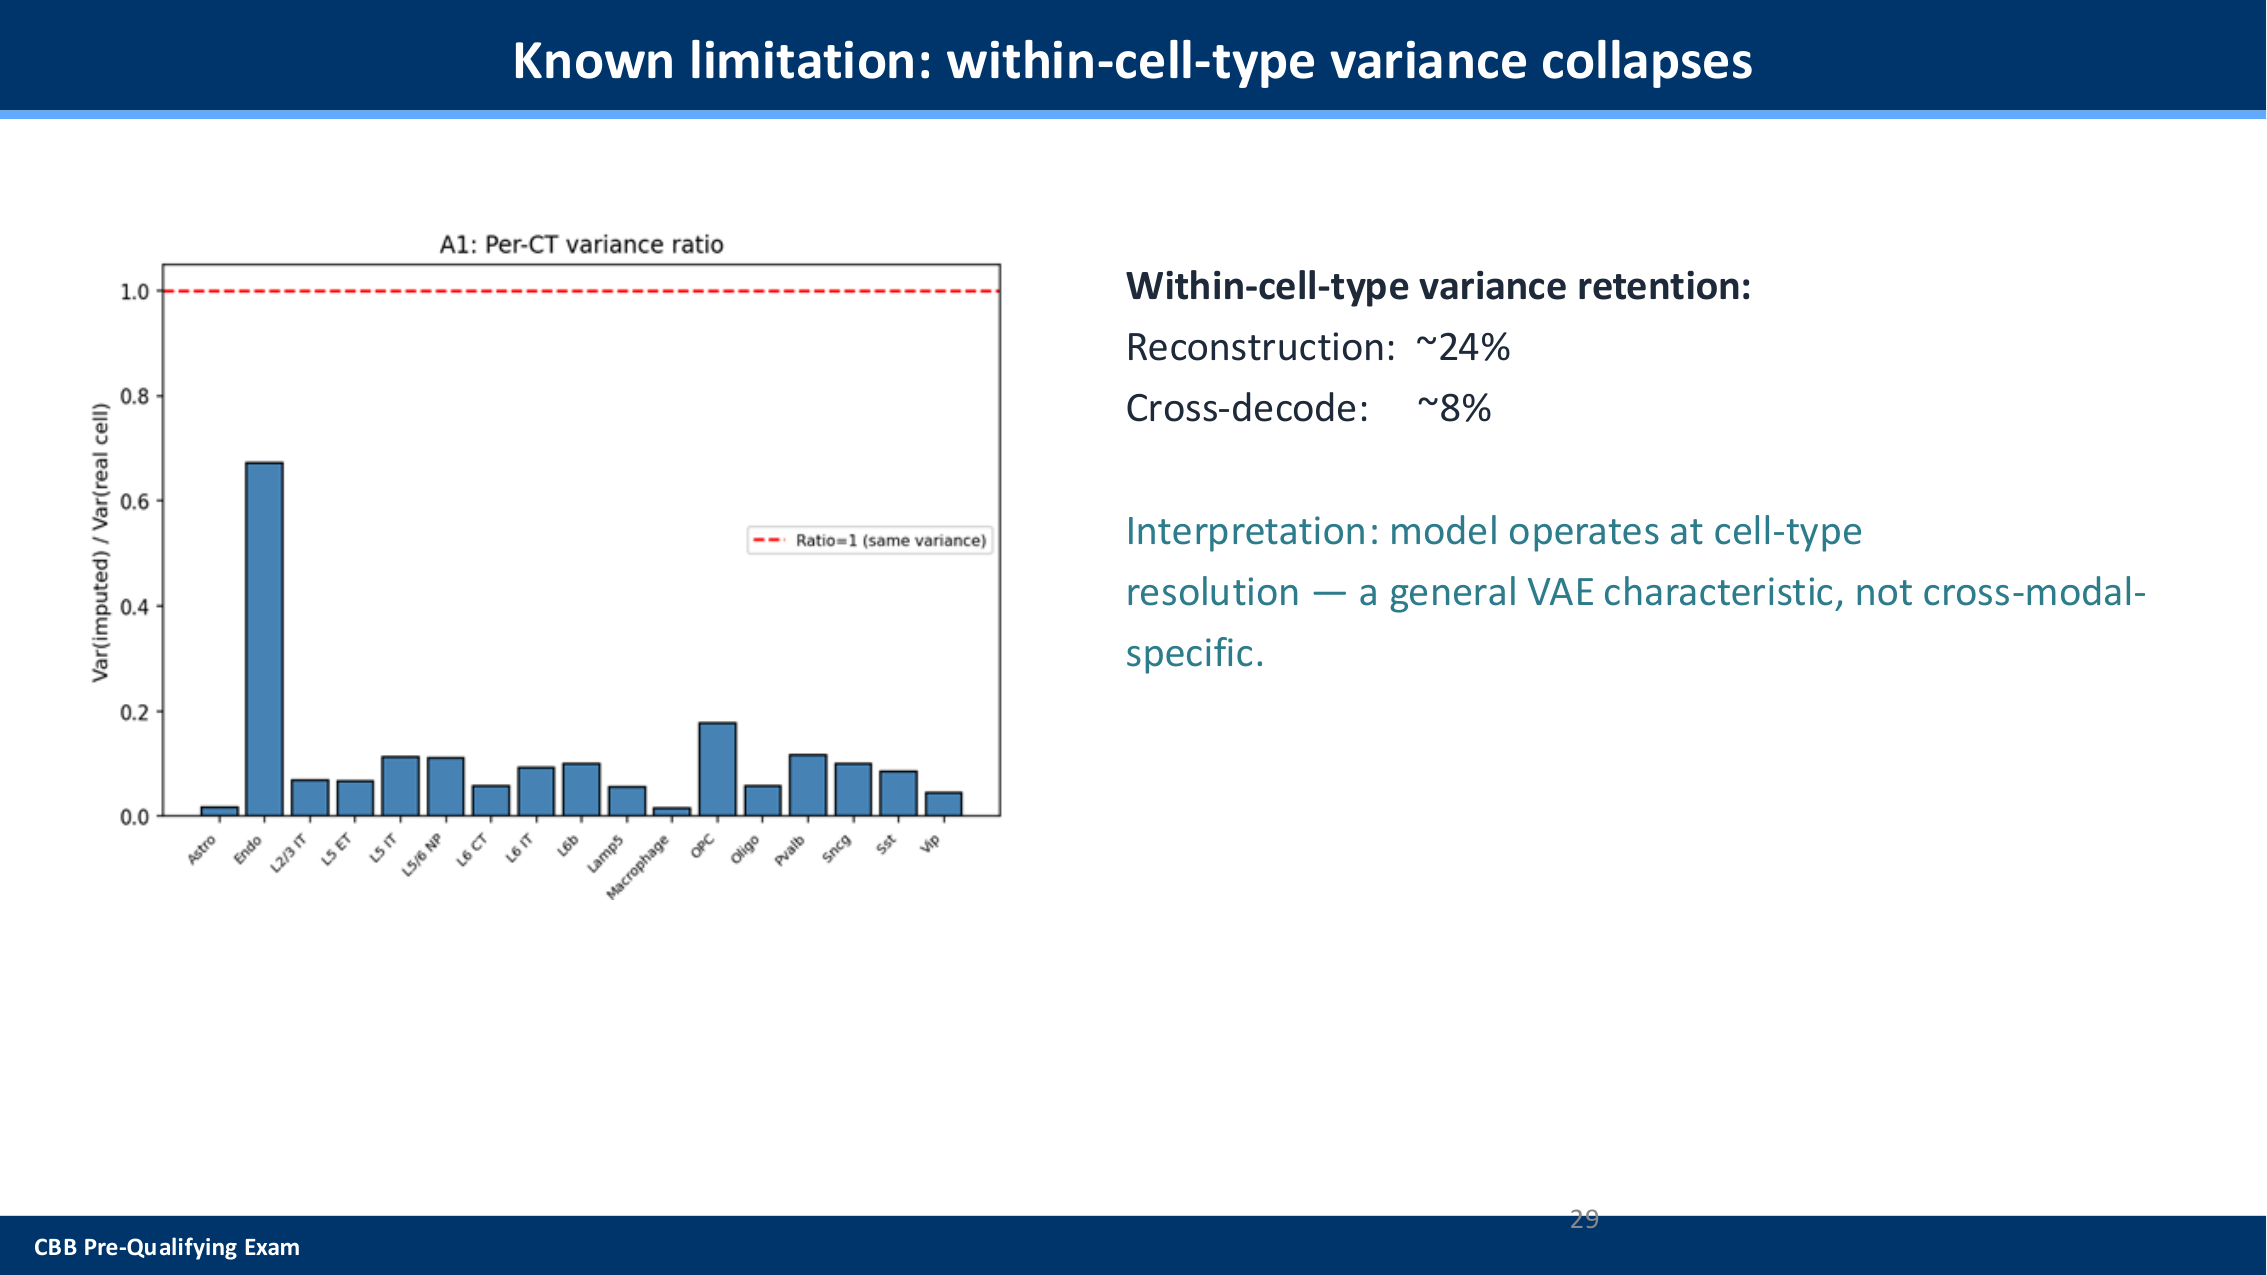 Known limitation: within-cell-type variance collapses
A1: Per-CT variance ratio
Var(imputed) / Var(real cell)
1.0
0.8
0.6
0.4
0.2
0.0
Ratio=1 (same variance)
Astro
Endo
L2/3 IT
L5 ET
L5 IT
L5/6 NP
L6 CT
L6 IT
L6b
Lamp5
Macrophage
OPC
Oligo
Pvalb
Sncg
Sst
Vip
Within-cell-type variance retention:
Reconstruction: ~24%
Cross-decode: ~8%
Interpretation: model operates at cell-type
resolution — a general VAE characteristic, not cross-modal-
specific.
29
CBB Pre-Qualifying Exam